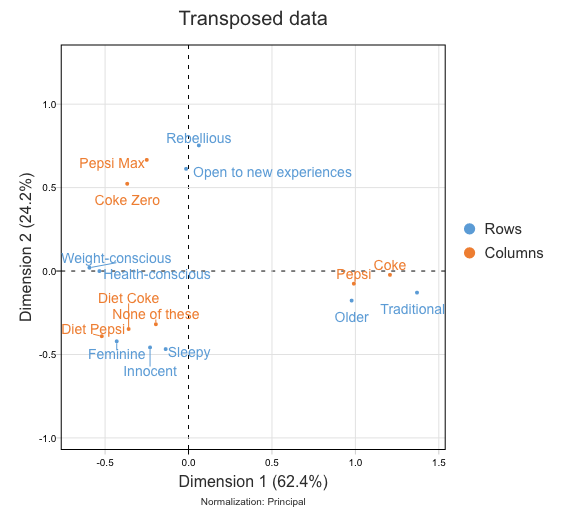 Transposed data
Dimension 2 (24.2%)
1.0
0.5
0.0
-0.5
-1.0
Rebellious
Pepsi Max
Open to new experiences
Coke Zero
Weight-conscious
Health-conscious
Coke
Pepsi
Diet Coke
None of these
Traditional
Older
Diet Pepsi
Feminine
Sleepy
Innocent
-0.5
0.0
0.5
1.0
1.5
Dimension 1 (62.4%)
Normalization: Principal
Rows
Columns